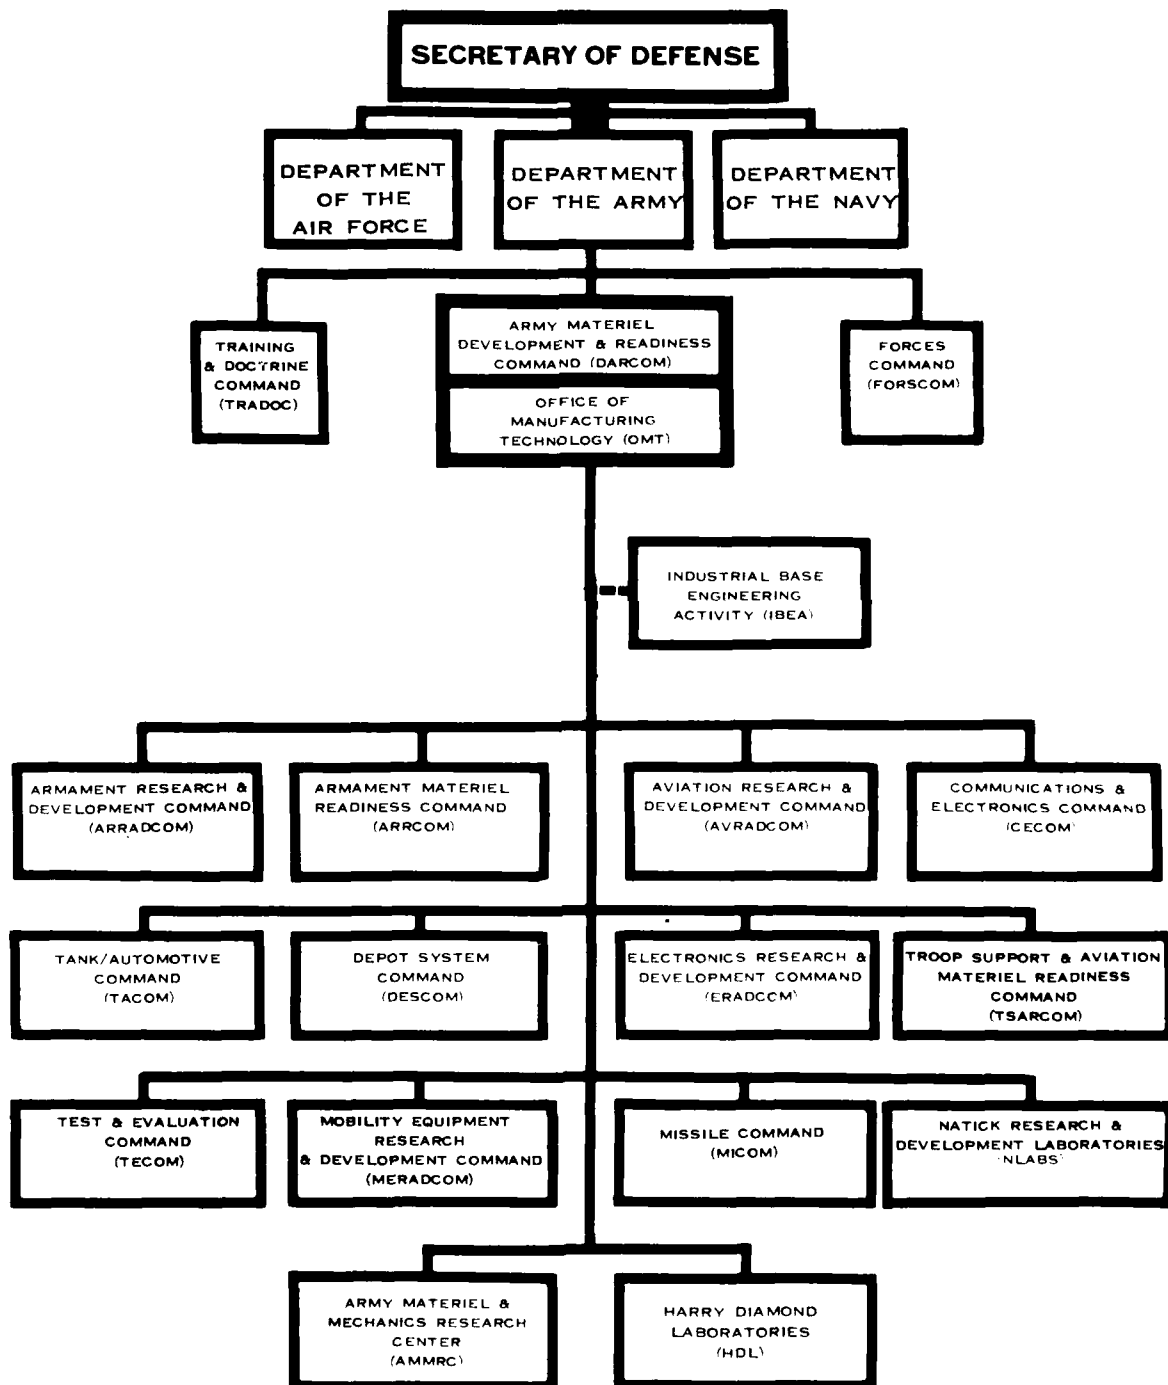 SECRETARY OF DEFENSE
DEPARTMENT
OF THE
AIR FORCE
DEPARTMENT
OF THE ARMY
DEPARTMENT
OF THE NAVY
TRAINING
& DOCTRINE
COMMAND
(TRADOC)
ARMY MATERIEL
DEVELOPMENT & READINESS
COMMAND (DARCOM)
OFFICE OF
MANUFACTURING
TECHNOLOGY (OMT)
FORCES
COMMAND
(FORSCOM)
INDUSTRIAL BASE
ENGINEERING
ACTIVITY (IBEA)
ARMAMENT RESEARCH &
DEVELOPMENT COMMAND
(ARRADCOM)
ARMAMENT MATERIEL
READINESS COMMAND
(ARRCOM)
AVIATION RESEARCH &
DEVELOPMENT COMMAND
(AVRADCOM)
COMMUNICATIONS &
ELECTRONICS COMMAND
(CECOM)
TANK/AUTOMOTIVE
COMMAND
(TACOM)
DEPOT SYSTEM
COMMAND
(DESCOM)
ELECTRONICS RESEARCH &
DEVELOPMENT COMMAND
(ERADCOM)
TROOP SUPPORT & AVIATION
MATERIEL READINESS
COMMAND
(TSARCOM)
TEST & EVALUATION
COMMAND
(TECOM)
MOBILITY EQUIPMENT
RESEARCH
& DEVELOPMENT COMMAND
(MERADCOM)
MISSILE COMMAND
(MICOM)
NATICK RESEARCH &
DEVELOPMENT LABORATORIES
(NLABS)
ARMY MATERIEL &
MECHANICS RESEARCH
CENTER
(AMMRC)
HARRY DIAMOND
LABORATORIES
(HDL)